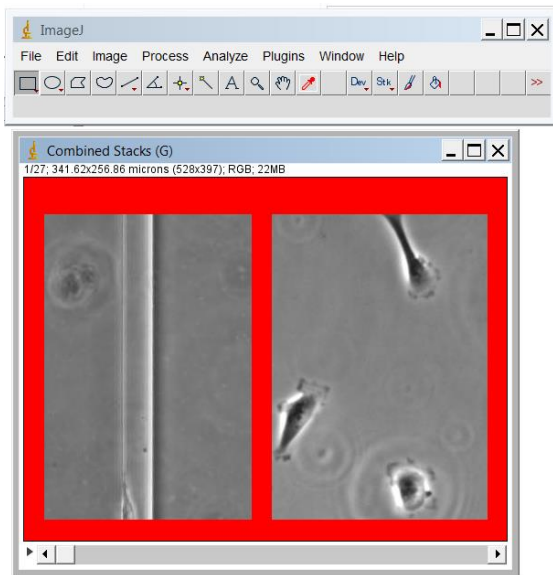 ImageJ
File Edit Image Process Analyze Plugins Window Help
A Dev. Stk. >>
Combined Stacks (G)
1/27; 341.62x256.86 microns (528x397); RGB; 22MB